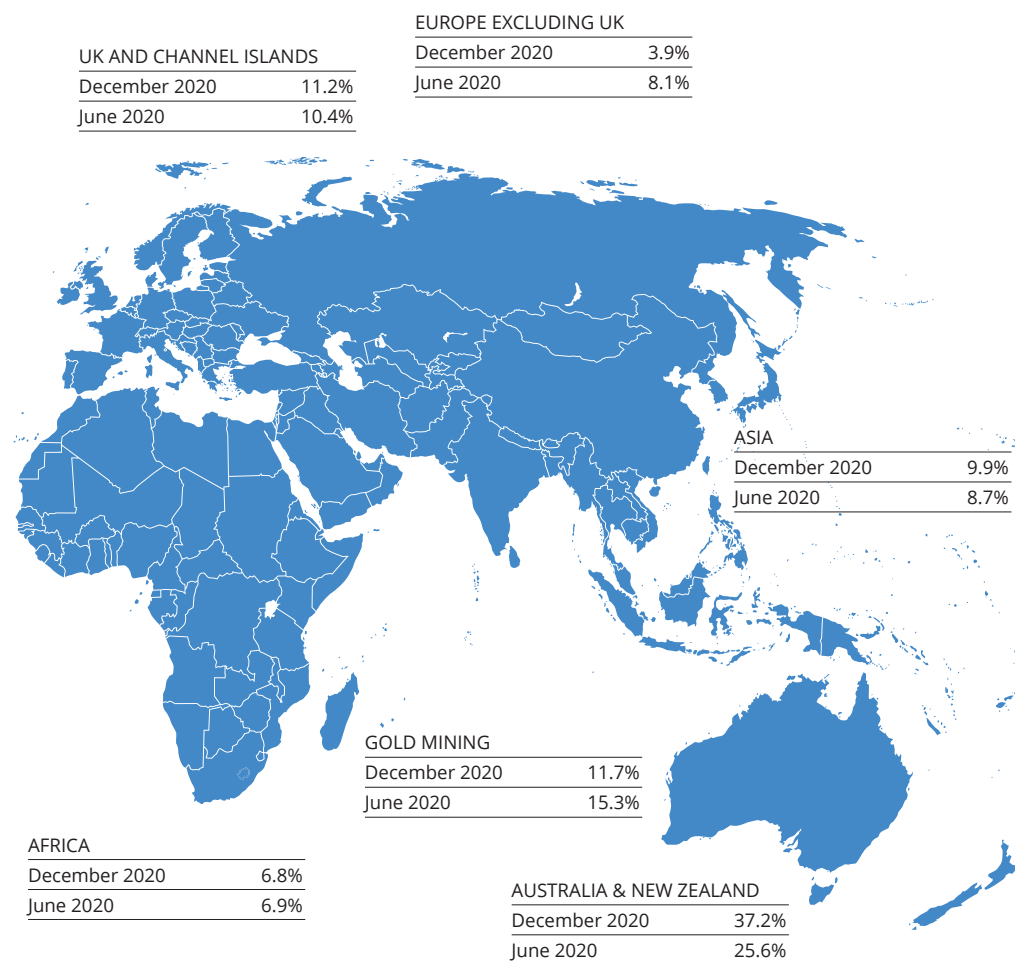 EUROPE EXCLUDING UK
December 2020 3.9%
June 2020 8.1%
UK AND CHANNEL ISLANDS
December 2020 11.2%
June 2020 10.4%
ASIA
December 2020 9.9%
June 2020 8.7%
GOLD MINING
December 2020 11.7%
June 2020 15.3%
AFRICA
December 2020 6.8%
June 2020 6.9%
AUSTRALIA & NEW ZEALAND
December 2020 37.2%
June 2020 25.6%